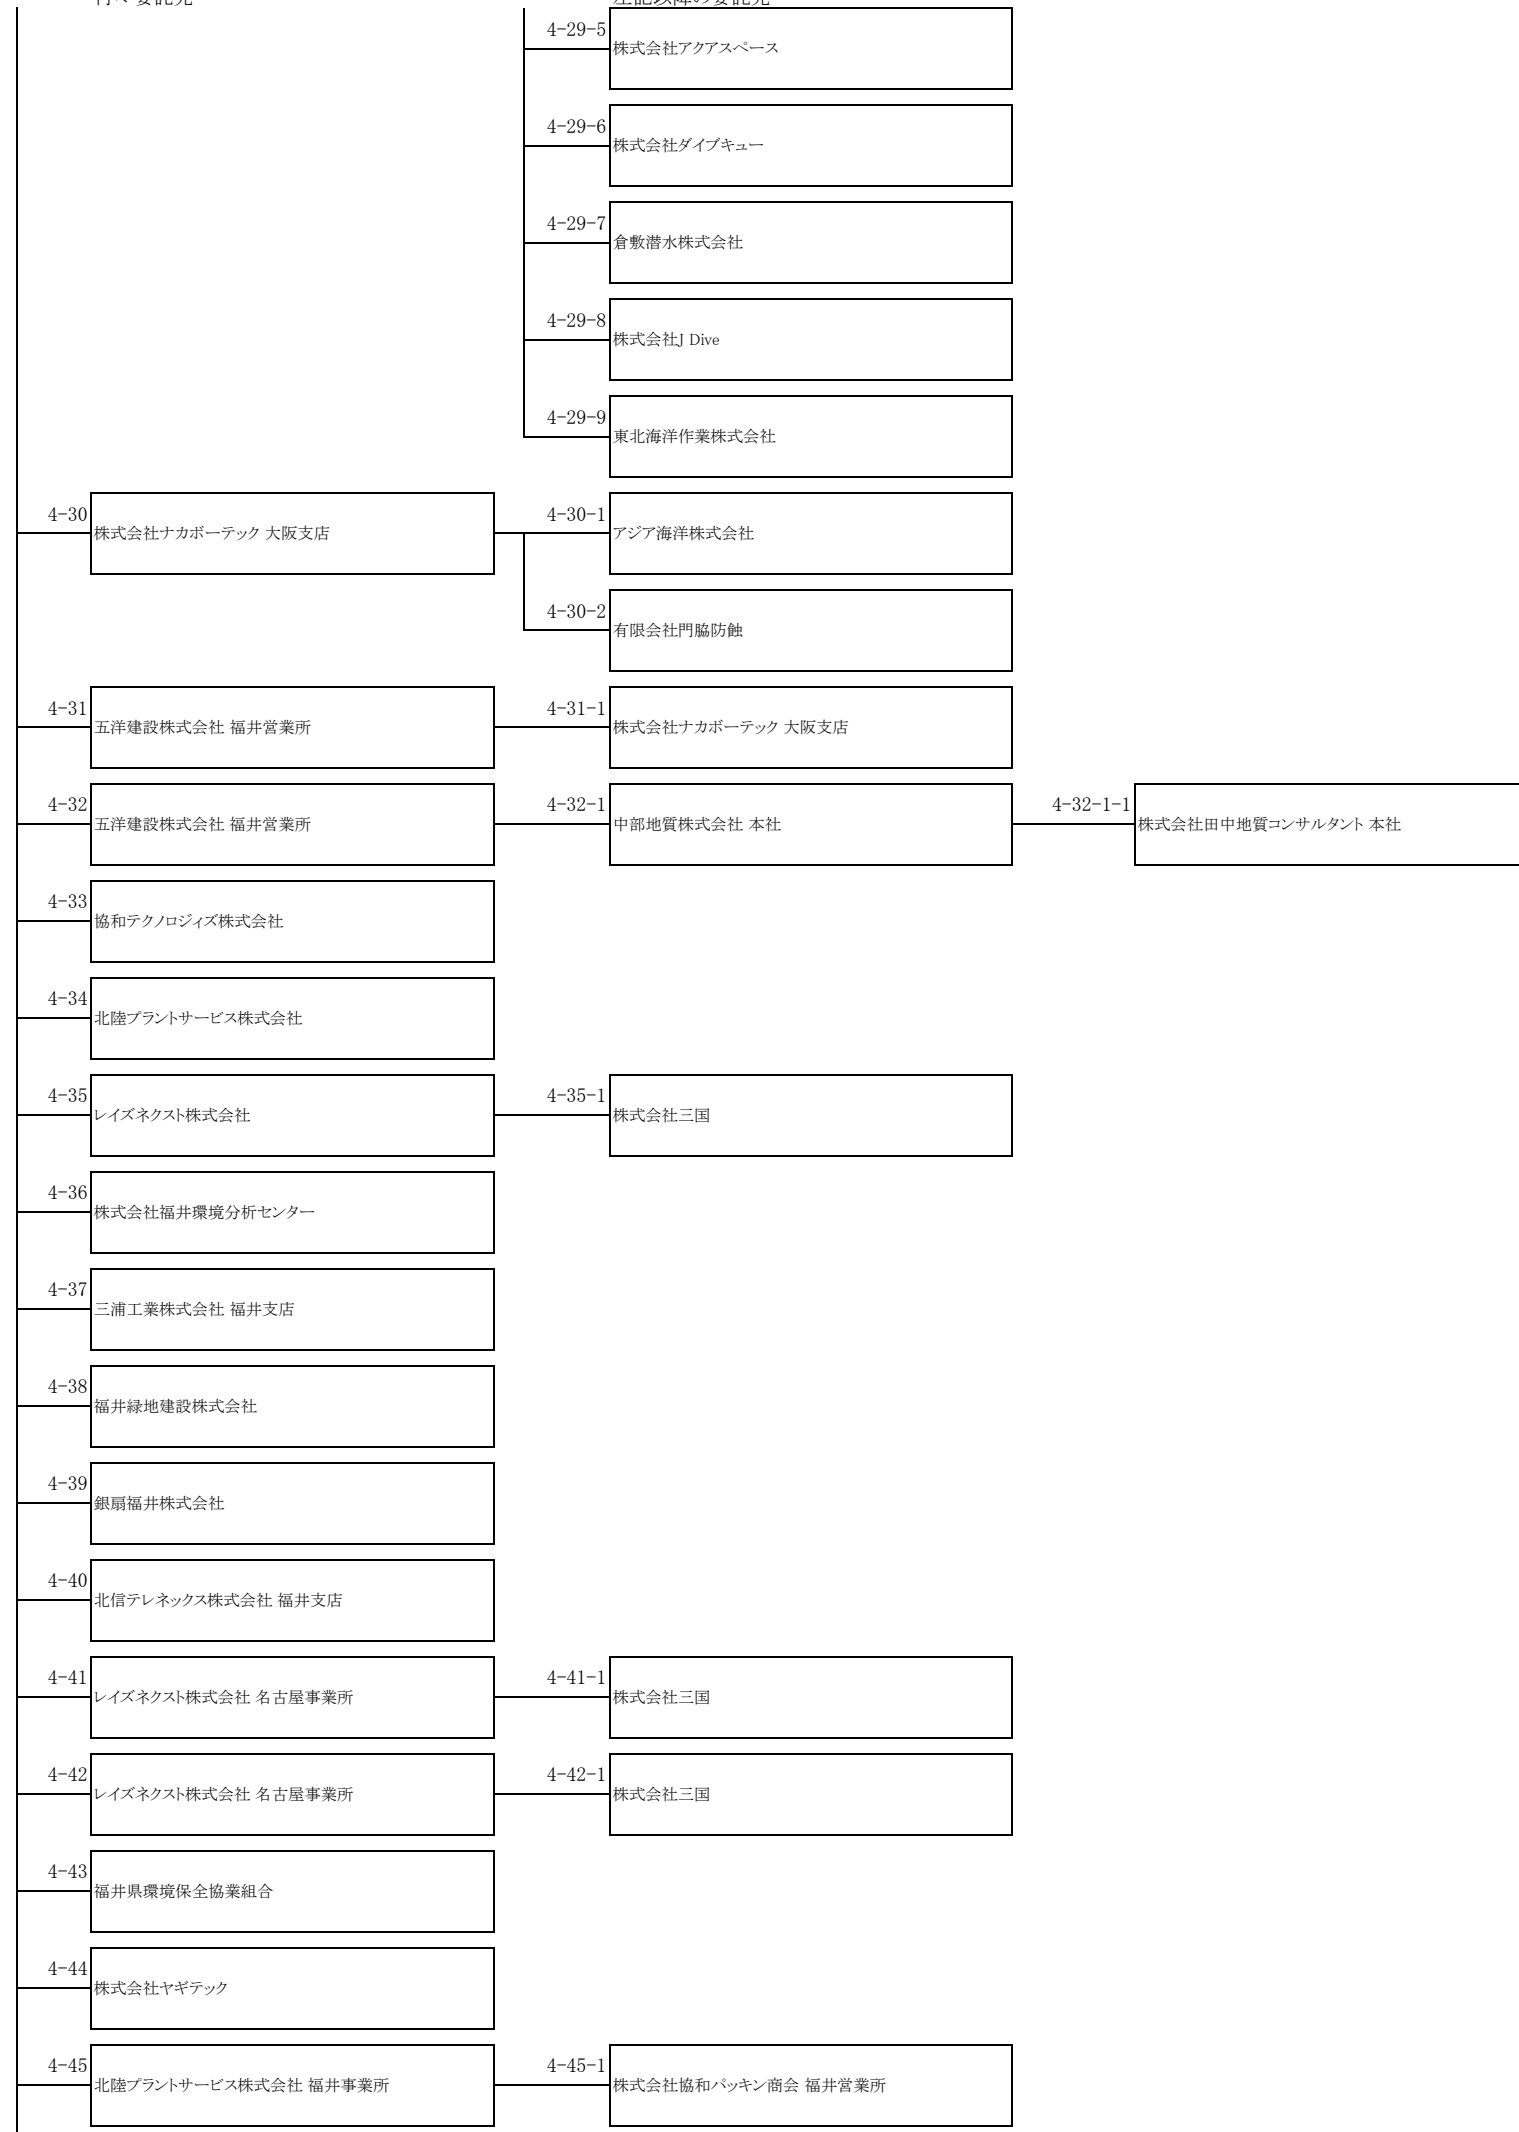 4-29-5
株式会社アクアスペース
4-29-6
株式会社ダイブキュー
4-29-7
倉敷潜水株式会社
4-29-8
株式会社J Dive
4-29-9
東北海洋作業株式会社
4-30
株式会社ナカボーテック 大阪支店
4-30-1
アジア海洋株式会社
4-30-2
有限会社門脇防蝕
4-31
五洋建設株式会社 福井営業所
4-31-1
株式会社ナカボーテック 大阪支店
4-32
五洋建設株式会社 福井営業所
4-32-1
中部地質株式会社 本社
4-32-1-1
株式会社田中地質コンサルタント 本社
4-33
協和テクノロジィズ株式会社
4-34
北陸プラントサービス株式会社
4-35
レイズネクスト株式会社
4-35-1
株式会社三国
4-36
株式会社福井環境分析センター
4-37
三浦工業株式会社 福井支店
4-38
福井緑地建設株式会社
4-39
銀扇福井株式会社
4-40
北信テレネックス株式会社 福井支店
4-41
レイズネクスト株式会社 名古屋事業所
4-41-1
株式会社三国
4-42
レイズネクスト株式会社 名古屋事業所
4-42-1
株式会社三国
4-43
福井県環境保全協業組合
4-44
株式会社ヤギテック
4-45
北陸プラントサービス株式会社 福井事業所
4-45-1
株式会社協和パッキン商会 福井営業所